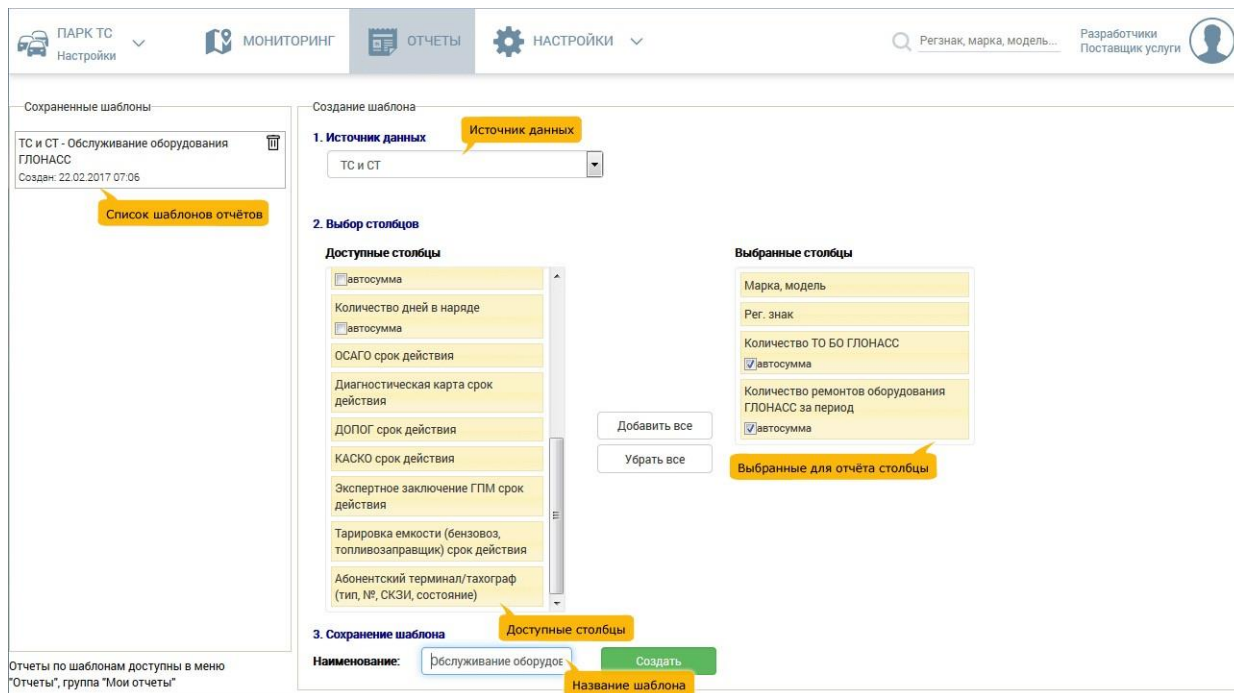 ПАРК ТС
Настройки
МОНИТОРИНГ
ОТЧЕТЫ
НАСТРОЙКИ
Регзнак, марка, модель...
Разработчики
Поставщик услуги
Сохраненные шаблоны
ТС и СТ - Обслуживание оборудования
ГЛОНАСС
Создан: 22.02.2017 07:06
Список шаблонов отчётов
Отчеты по шаблонам доступны в меню
"Отчеты", группа "Мои отчеты"
Создание шаблона
1. Источник данных
Источник данных
ТС и СТ
2. Выбор столбцов
Доступные столбцы
автосумма
Количество дней в наряде
автосумма
ОСАГО срок действия
Диагностическая карта срок
действия
ДОПОГ срок действия
КАСКО срок действия
Экспертное заключение ГПМ срок
действия
Тарировка емкости (бензовоз,
топливозаправщик) срок действия
Абонентский терминал/тахограф
(тип, №, СКЗИ, состояние)
Доступные столбцы
Добавить все
Убрать все
Выбранные столбцы
Марка, модель
Рег. знак
Количество ТО БО ГЛОНАСС
автосумма
Количество ремонтов оборудования
ГЛОНАСС за период
автосумма
Выбранные для отчёта столбцы
3. Сохранение шаблона
Наименование:
Обслуживание оборудов
Создать
Название шаблона